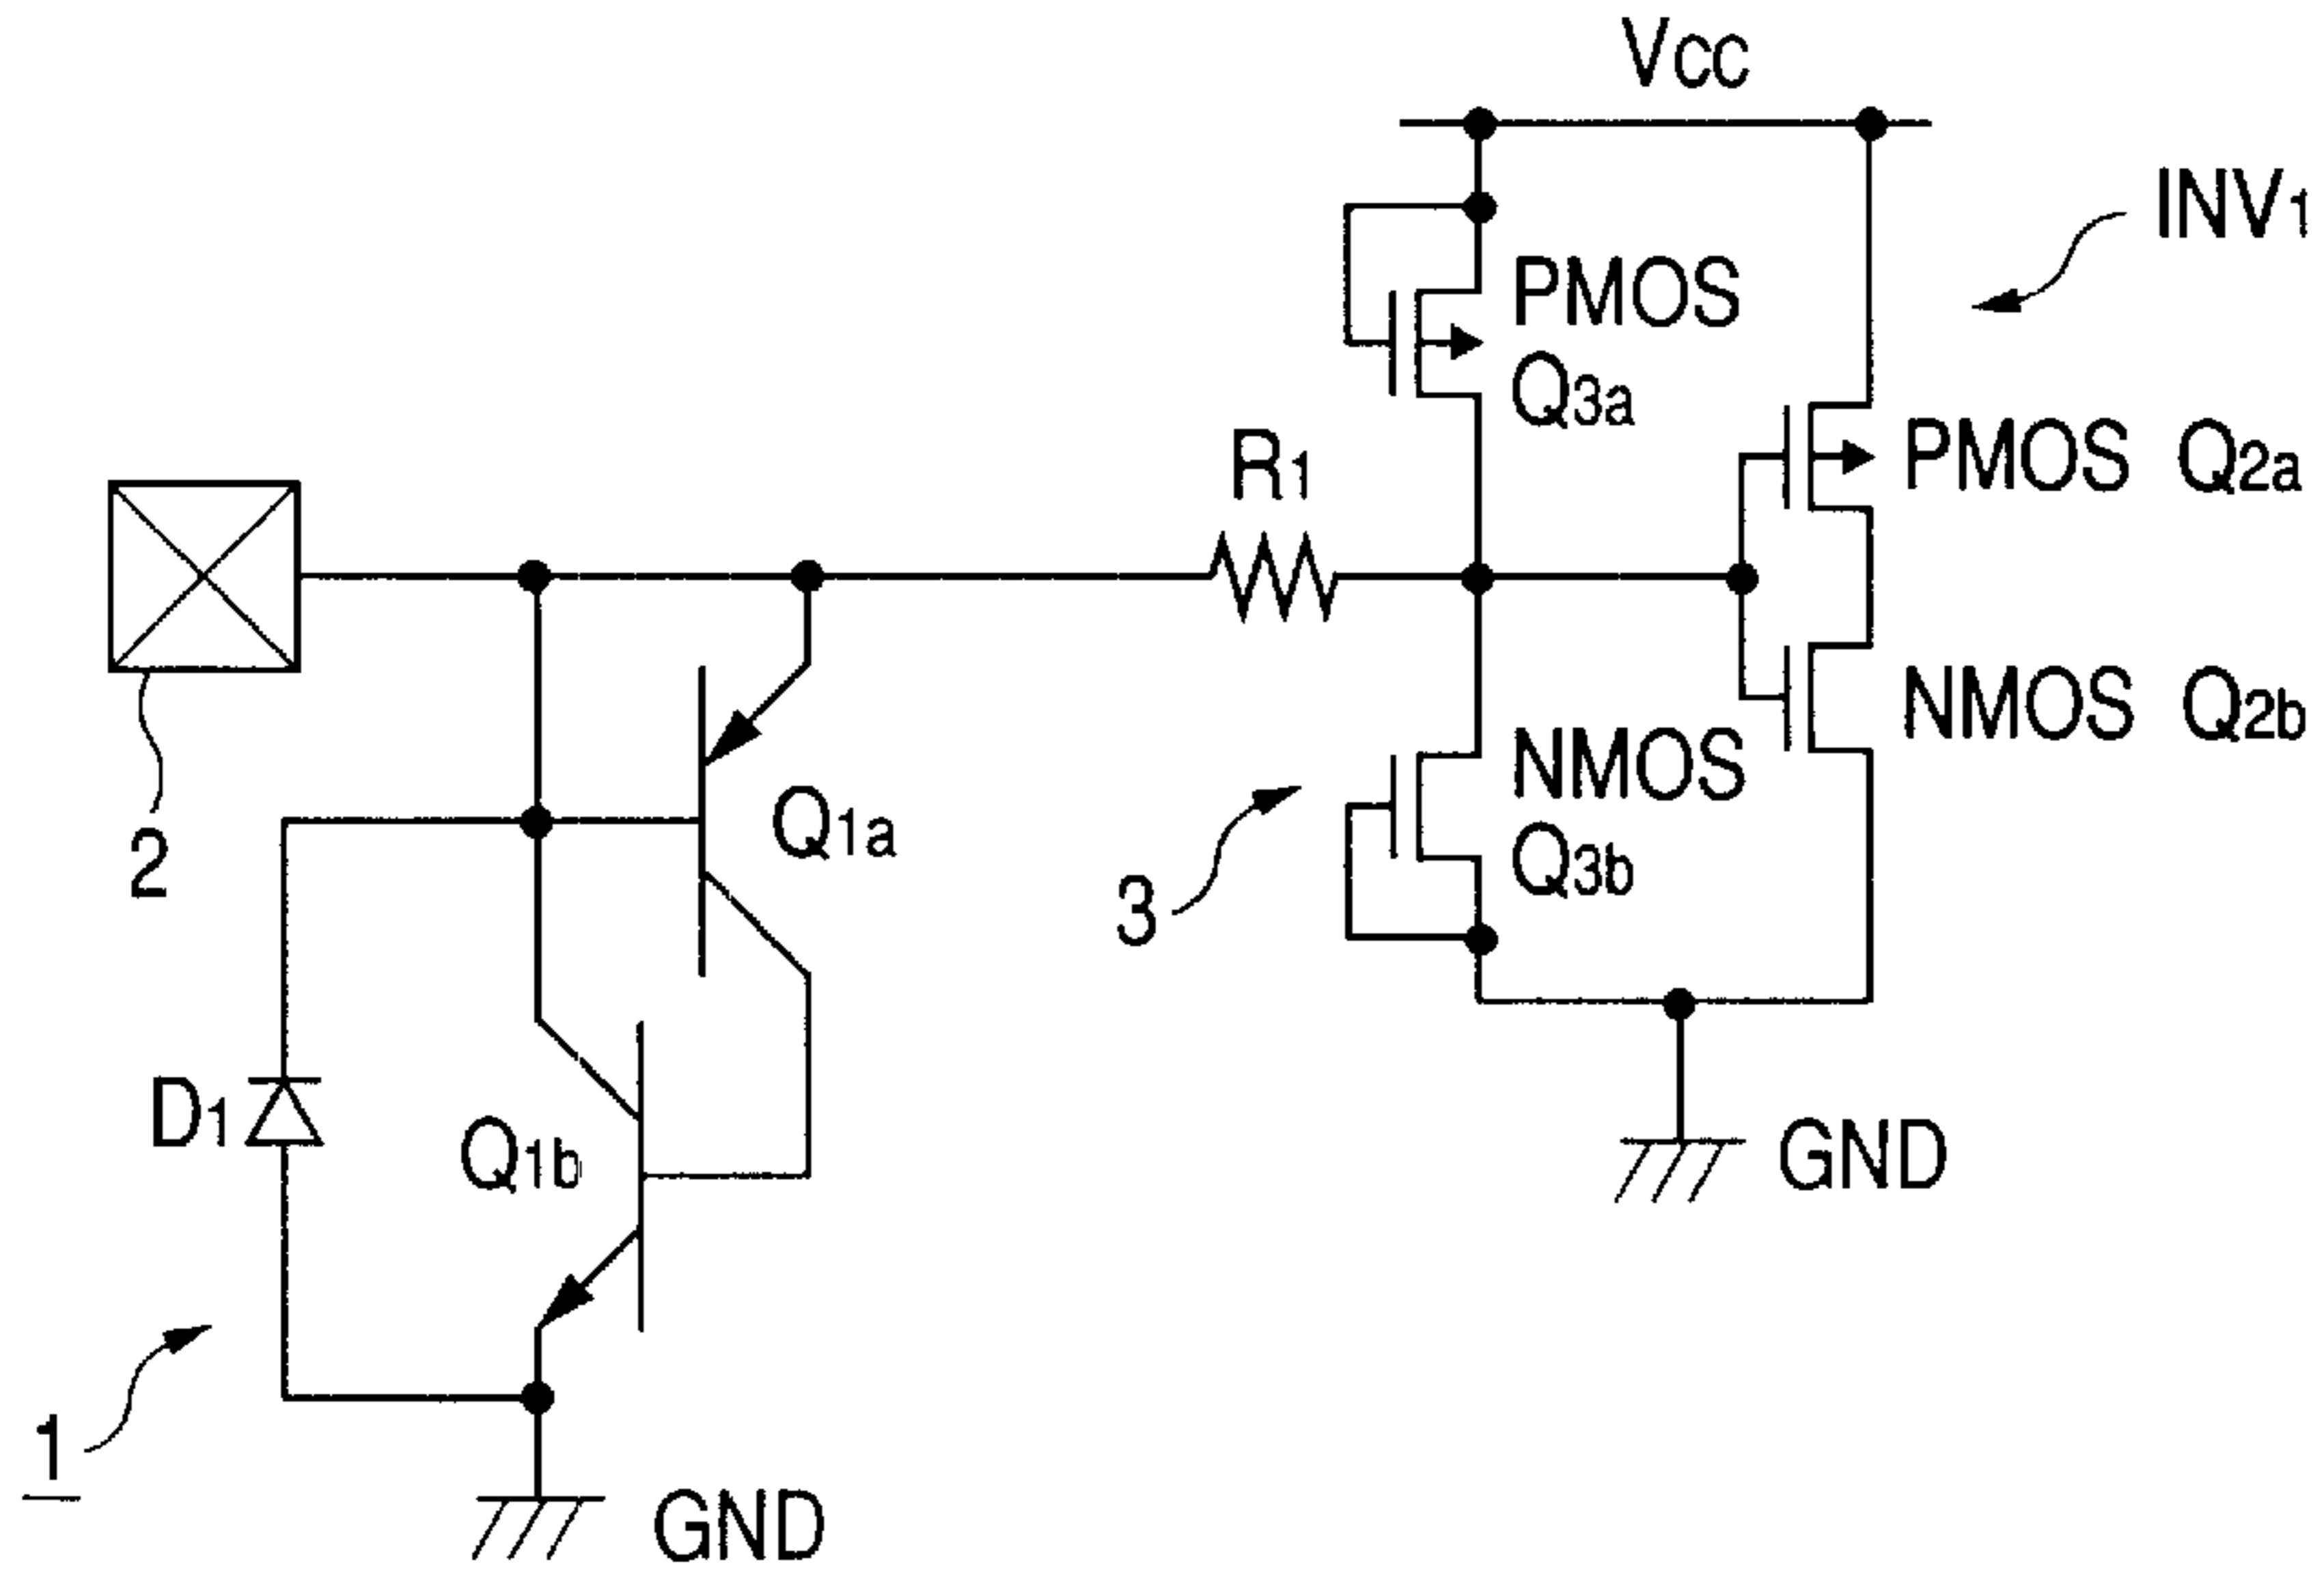 Vcc
INV1
PMOS
Q3a
R1
PMOS Q2a
NMOS Q2b
NMOS
Q3b
2
Q1a
3
D1
Q1b
GND
1
GND